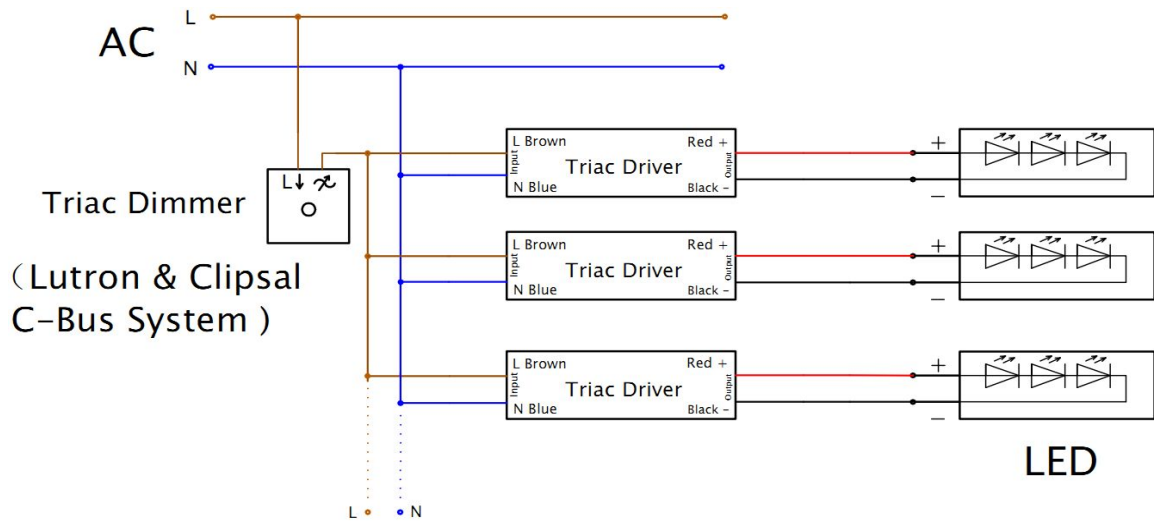 L
AC
N
L Brown
Red +
Input
Triac Driver
Output
N Blue
Black -
+
−
L
Triac Dimmer
(Lutron & Clipsal
C-Bus System )
L Brown
Red +
Input
Triac Driver
Output
N Blue
Black -
+
−
L Brown
Red +
Input
Triac Driver
Output
N Blue
Black -
+
−
LED
L
N